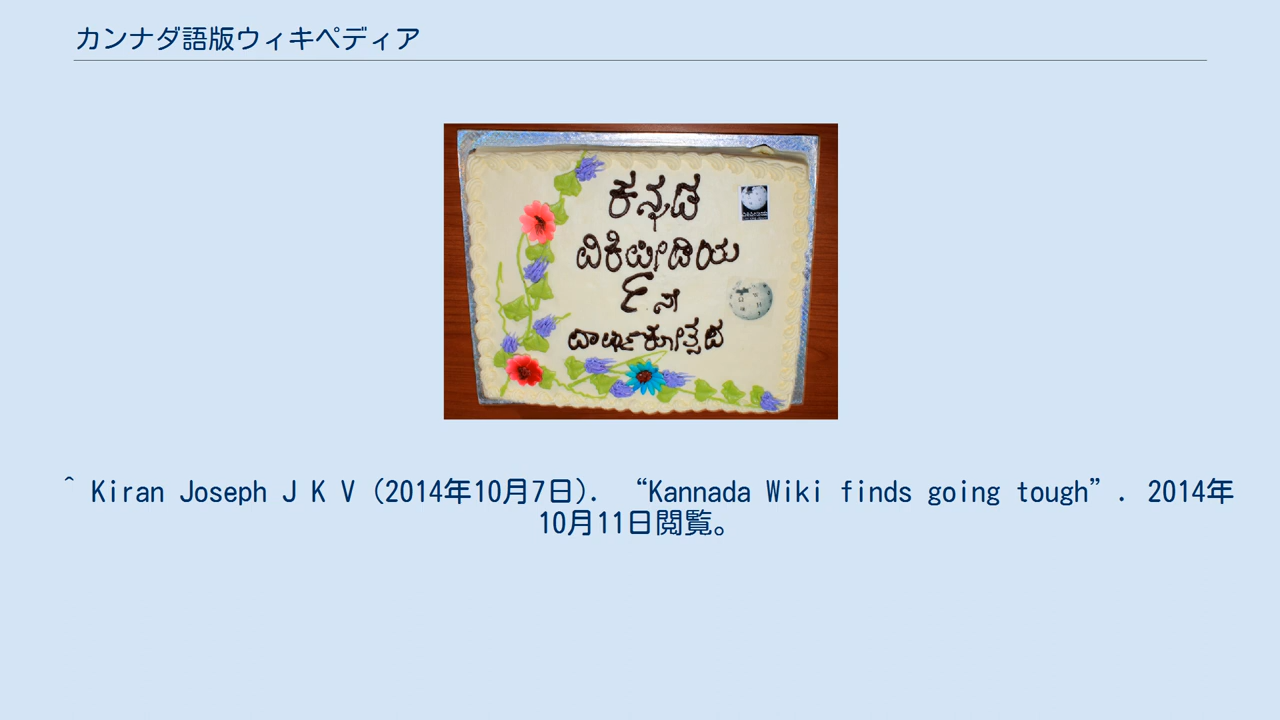 カンナダ語版ウィキペディア
ಕನ್ನಡ
ವಿಕಿಪೀಡಿಯ
೯ನೇ
ವಾರ್ಷಿಕೋತ್ಸವ
^ Kiran Joseph J K V (2014年10月7日). “Kannada Wiki finds going tough”. 2014年
10月11日閲覧。